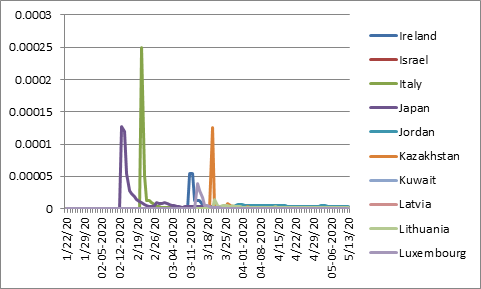 0.0003
0.00025
0.0002
0.00015
0.0001
0.00005
0
1/22/20
1/29/20
02-05-2020
02-12-2020
2/19/20
2/26/20
03-04-2020
03-11-2020
3/18/20
3/25/20
04-01-2020
04-08-2020
4/15/20
4/22/20
4/29/20
05-06-2020
5/13/20
Ireland
Israel
Italy
Japan
Jordan
Kazakhstan
Kuwait
Latvia
Lithuania
Luxembourg